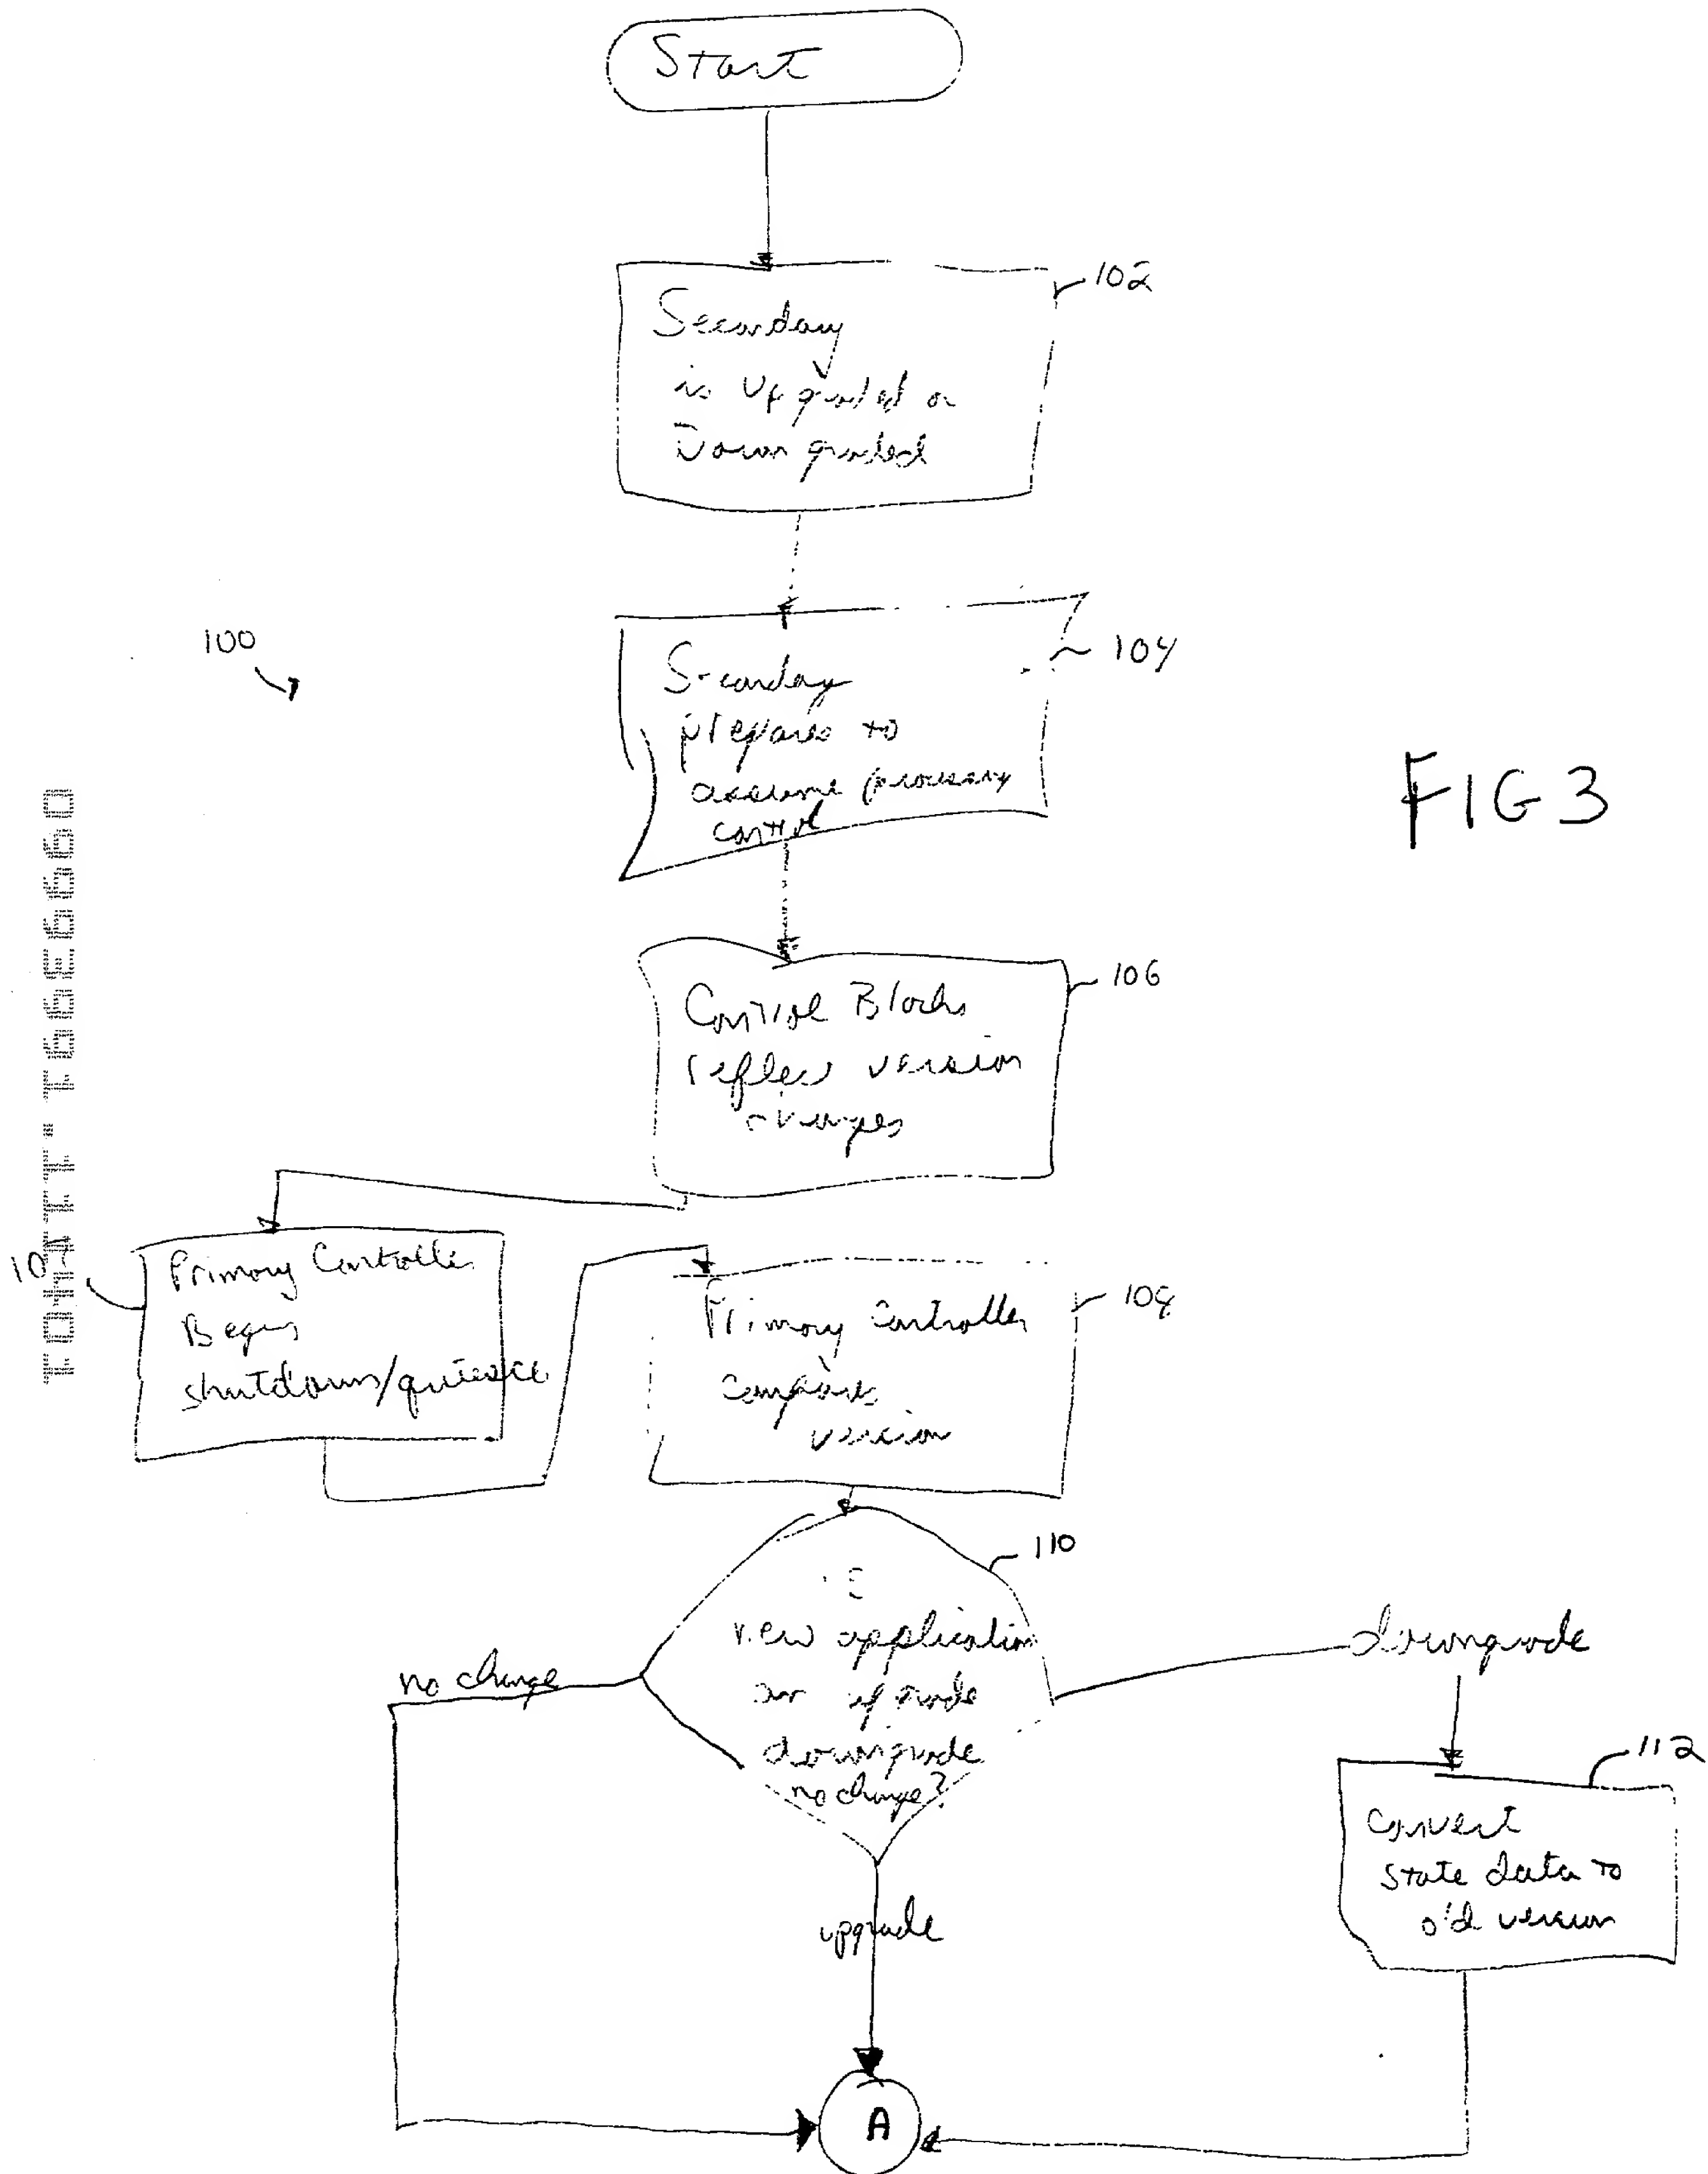 Start
102
Secondary
is Upgraded or
Downgraded
100
104
Secondary
prepares to
assume processing
control
FIG 3
106
Control Blocks
reflect version
changes
Primary Controller
Begins
shutdown/quiesce
108
Primary Controller
compares
version
110
new application
an upgrade
downgrade
no change?
no change
downgrade
112
Convert
state data to
old version
upgrade
A